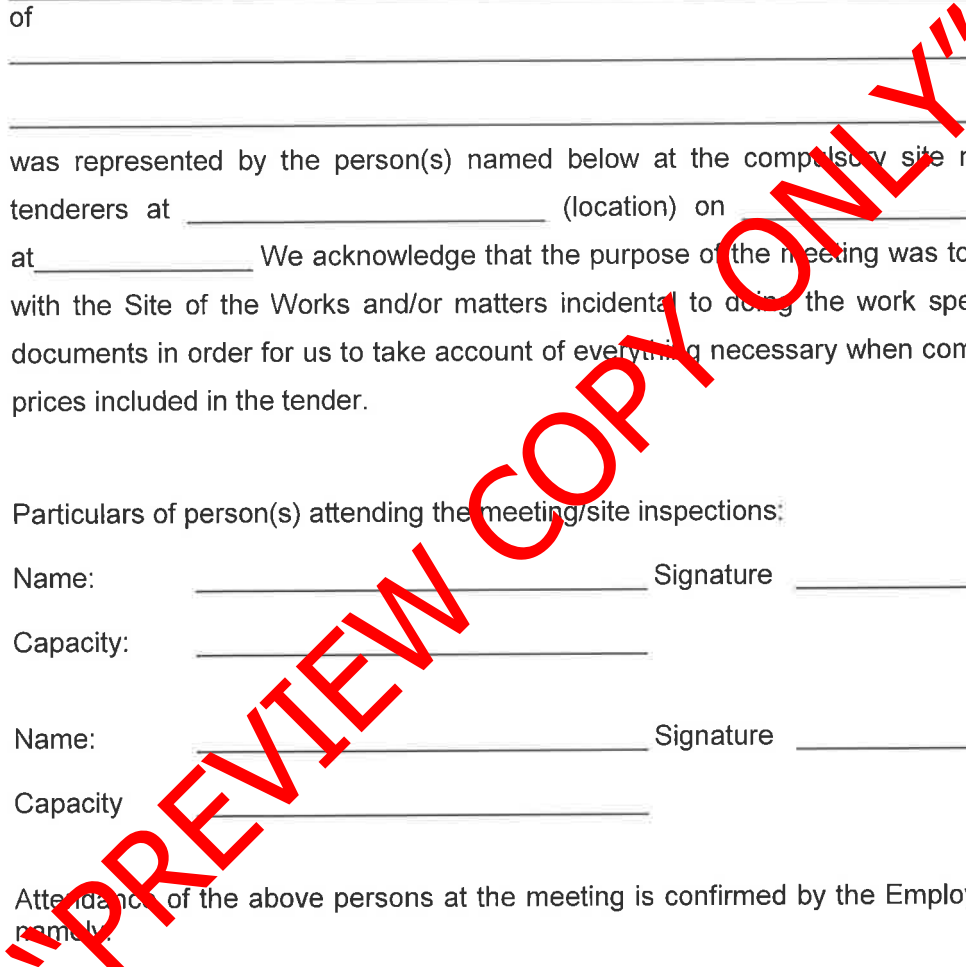 of
was represented by the person(s) named below at the compulsory site
tenderers at (location) on
at We acknowledge that the purpose of the meeting was to
with the Site of the Works and/or matters incidental to doing the work spe
documents in order for us to take account of everything necessary when com
prices included in the tender.
Particulars of person(s) attending the meeting/site inspections:
Name: Signature
Capacity:
Name: Signature
Capacity
Attendance of the above persons at the meeting is confirmed by the Emplo
namely:
"PREVIEW COPY ONLY"